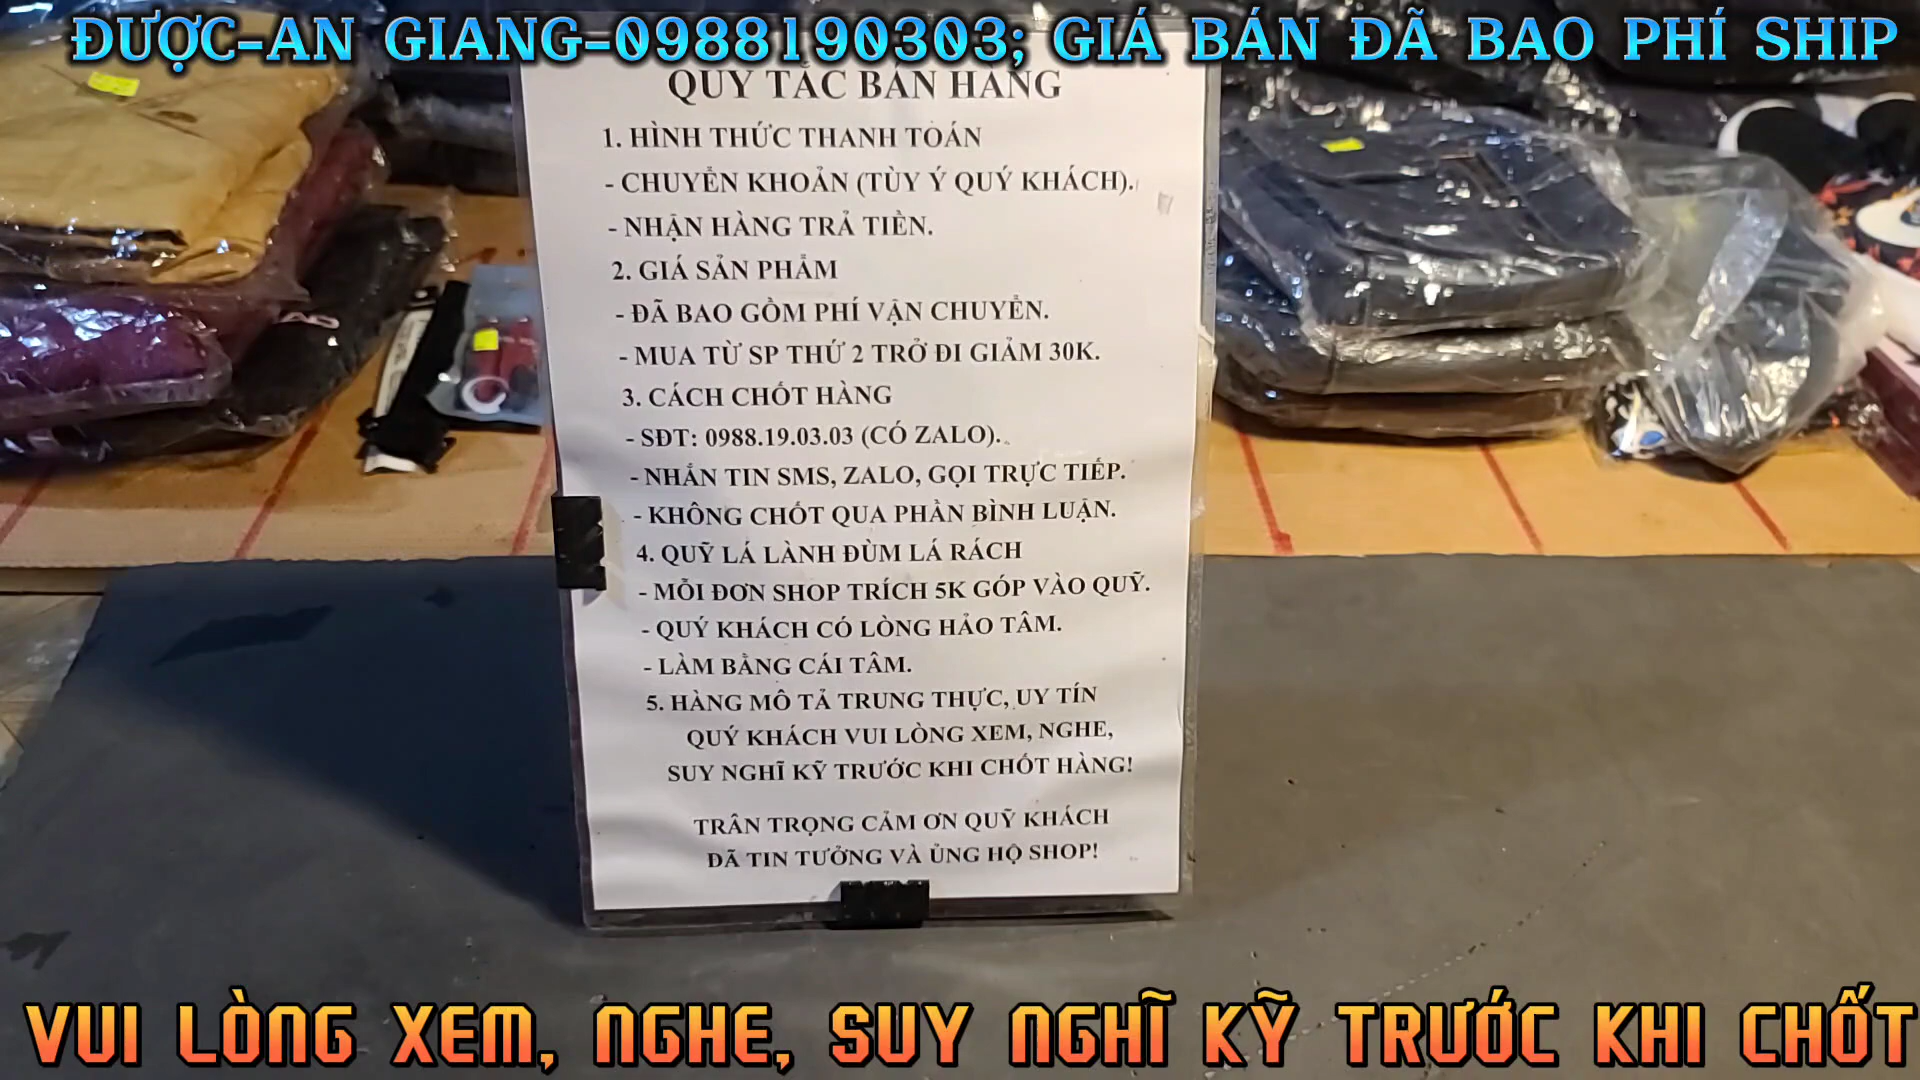 ĐƯỢC-AN GIANG-0988190303; GIÁ BÁN ĐÃ BAO PHÍ SHIP
QUY TẮC BÁN HÀNG
1. HÌNH THỨC THANH TOÁN
- CHUYỂN KHOẢN (TÙY Ý QUÝ KHÁCH).
- NHẬN HÀNG TRẢ TIỀN.
2. GIÁ SẢN PHẨM
- ĐÃ BAO GỒM PHÍ VẬN CHUYỂN.
- MUA TỪ SP THỨ 2 TRỞ ĐI GIẢM 30K.
3. CÁCH CHỐT HÀNG
- SĐT: 0988.19.03.03 (CÓ ZALO).
- NHẮN TIN SMS, ZALO, GỌI TRỰC TIẾP.
- KHÔNG CHỐT QUA PHẦN BÌNH LUẬN.
4. QUỸ LÁ LÀNH ĐÙM LÁ RÁCH
- MỖI ĐƠN SHOP TRÍCH 5K GÓP VÀO QUỸ.
- QUÝ KHÁCH CÓ LÒNG HẢO TÂM.
- LÀM BẰNG CÁI TÂM.
5. HÀNG MÔ TẢ TRUNG THỰC, UY TÍN
QUÝ KHÁCH VUI LÒNG XEM, NGHE,
SUY NGHĨ KỸ TRƯỚC KHI CHỐT HÀNG!
TRÂN TRỌNG CẢM ƠN QUỸ KHÁCH
ĐÃ TIN TƯỞNG VÀ ỦNG HỘ SHOP!
VUI LÒNG XEM, NGHE, SUY NGHĨ KỸ TRƯỚC KHI CHỐT